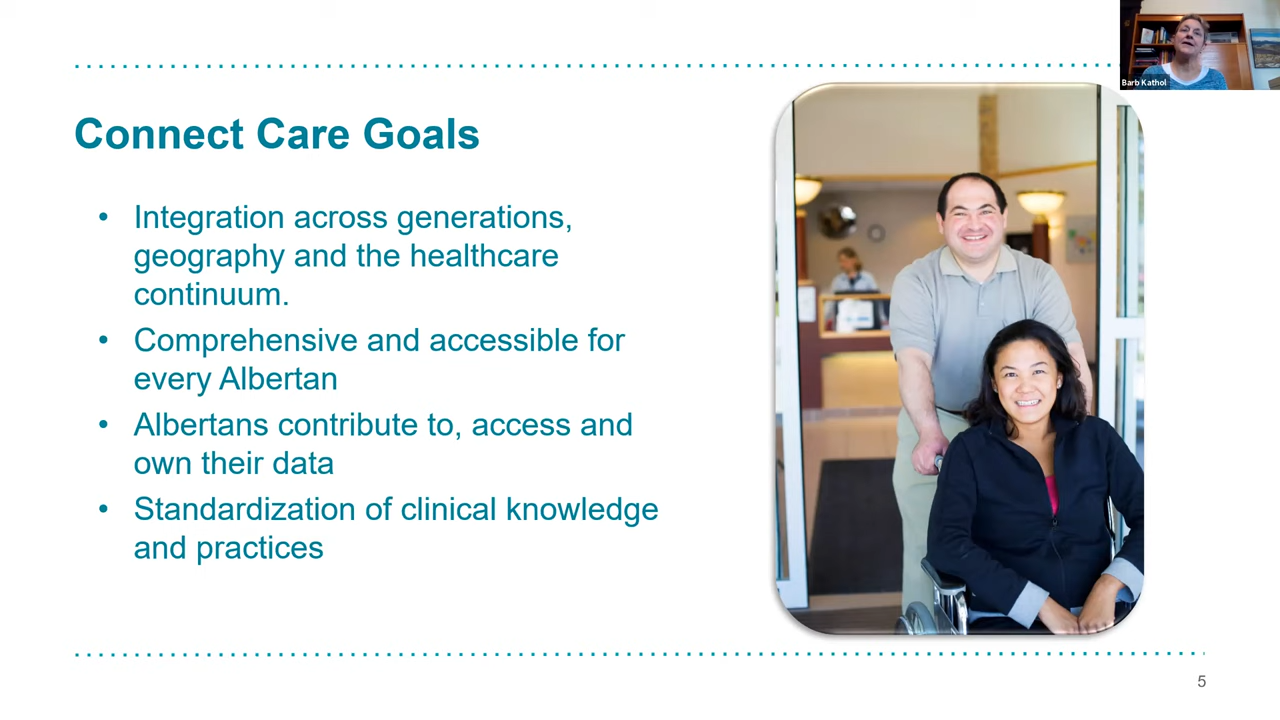 Barb Kathol
Connect Care Goals
• Integration across generations,
geography and the healthcare
continuum.
• Comprehensive and accessible for
every Albertan
• Albertans contribute to, access and
own their data
• Standardization of clinical knowledge
and practices
5